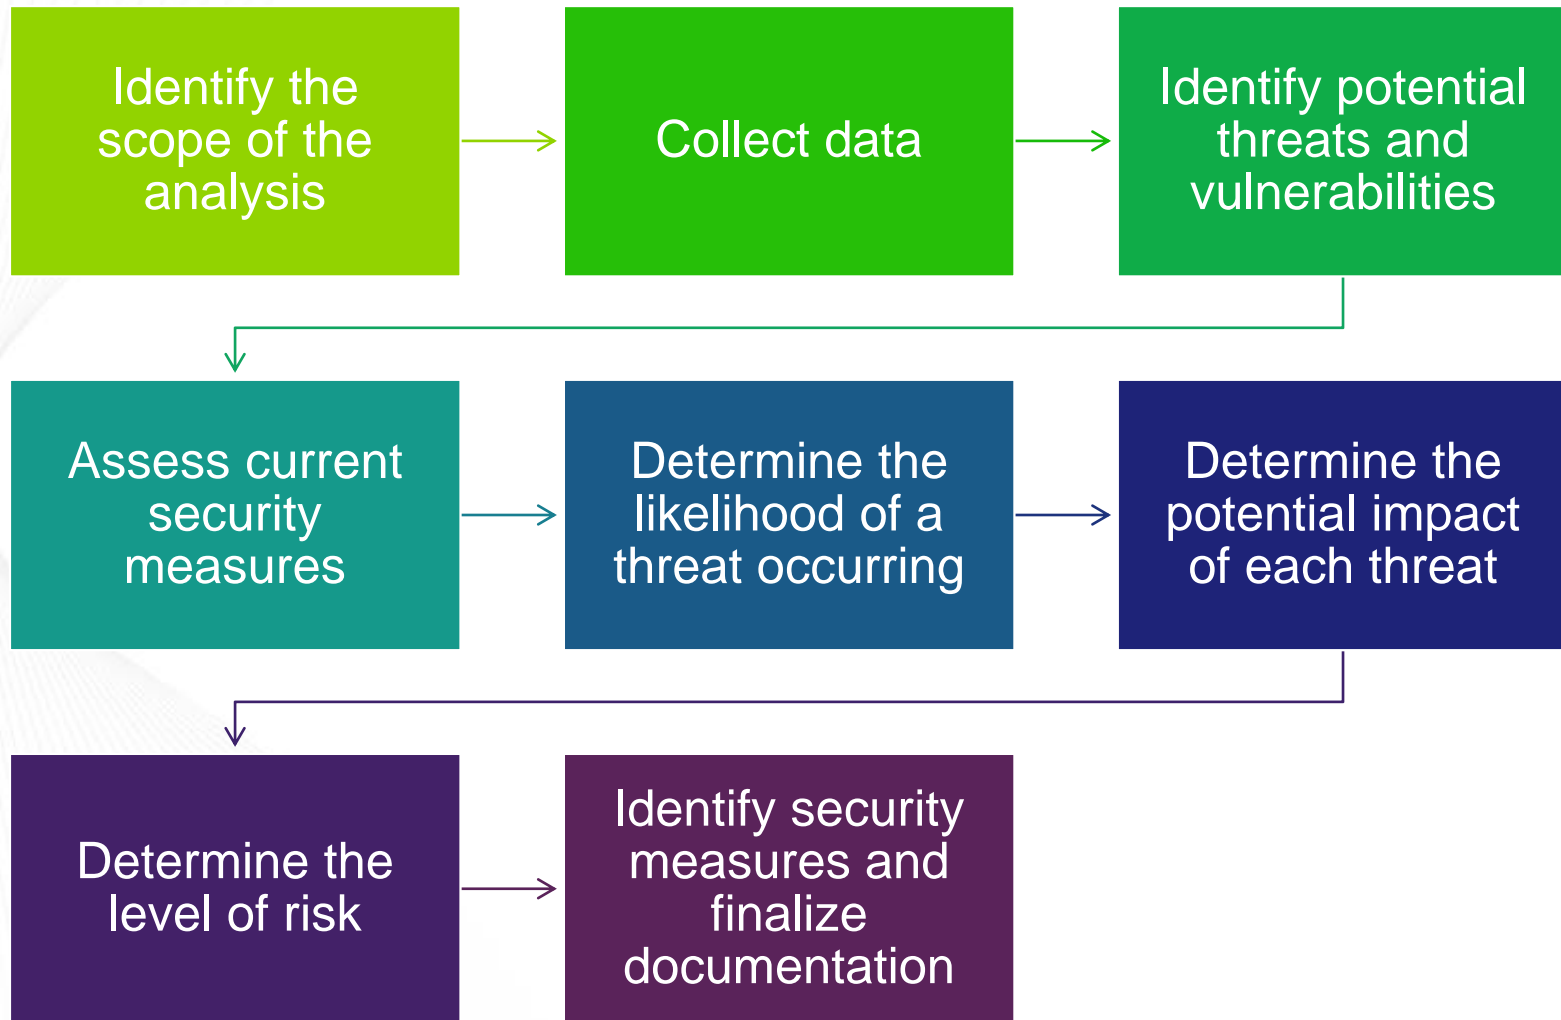 Identify the
scope of the
analysis
Collect data
Identify potential
threats and
vulnerabilities
Assess current
security
measures
Determine the
likelihood of a
threat occurring
Determine the
potential impact
of each threat
Determine the
level of risk
Identify security
measures and
finalize
documentation